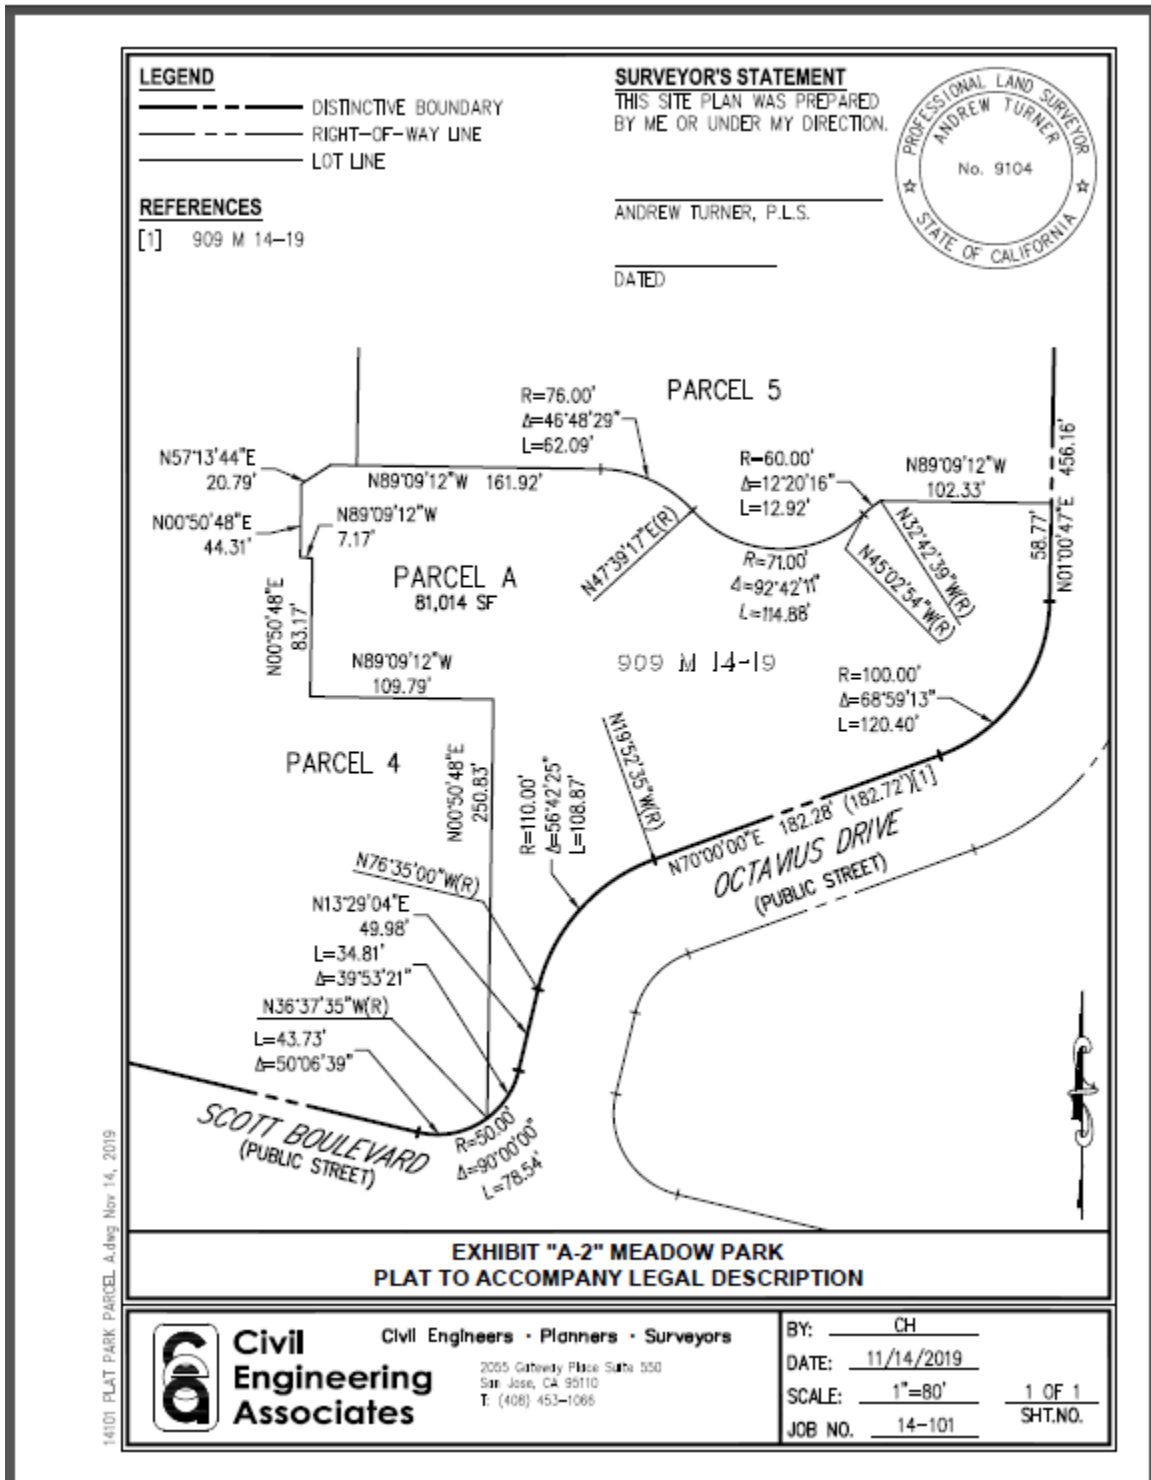 LEGEND
DISTINCTIVE BOUNDARY
RIGHT-OF-WAY LINE
LOT LINE
REFERENCES
[1] 909 M 14-19
SURVEYOR'S STATEMENT
THIS SITE PLAN WAS PREPARED
BY ME OR UNDER MY DIRECTION.
ANDREW TURNER, P.L.S.
DATED
PROFESSIONAL LAND SURVEYOR
ANDREW TURNER
No. 9104
STATE OF CALIFORNIA
PARCEL 5
R=76.00'
Δ=46°48'29"
L=62.09'
N57°13'44"E
20.79'
N89°09'12"W 161.92'
R=60.00'
Δ=12°20'16"
L=12.92'
N89°09'12"W
102.33'
456.16'
N01°00'47"E
58.77'
N00°50'48"E
44.31'
N89°09'12"W
7.17'
N47°39'17"E(R)
R=71.00'
Δ=92°42'11"
L=114.88'
N32°42'39"W(R)
N45°02'54"W(R)
PARCEL A
81,014 SF
N00°50'48"E
83.17'
N89°09'12"W
109.79'
909 M 14-19
R=100.00'
Δ=68°59'13"
L=120.40'
PARCEL 4
N00°50'48"E
250.83'
R=110.00'
Δ=56°42'25"
L=108.87'
N19°52'35"W(R)
N70°00'00"E 182.28' (182.72')[1]
OCTAVIUS DRIVE
(PUBLIC STREET)
N76°35'00"W(R)
N13°29'04"E
49.98'
L=34.81'
Δ=39°53'21"
N36°37'35"W(R)
L=43.73'
Δ=50°06'39"
SCOTT BOULEVARD
(PUBLIC STREET)
R=50.00'
Δ=90°00'00"
L=78.54'
14101 PLAT PARK PARCEL A.dwg Nov 14, 2019
EXHIBIT "A-2" MEADOW PARK
PLAT TO ACCOMPANY LEGAL DESCRIPTION
cea
Civil
Engineering
Associates
Civil Engineers · Planners · Surveyors
2055 Gateway Place Suite 550
San Jose, CA 95110
T: (408) 453-1066
BY: CH
DATE: 11/14/2019
SCALE: 1"=80'
JOB NO. 14-101
1 OF 1
SHT.NO.